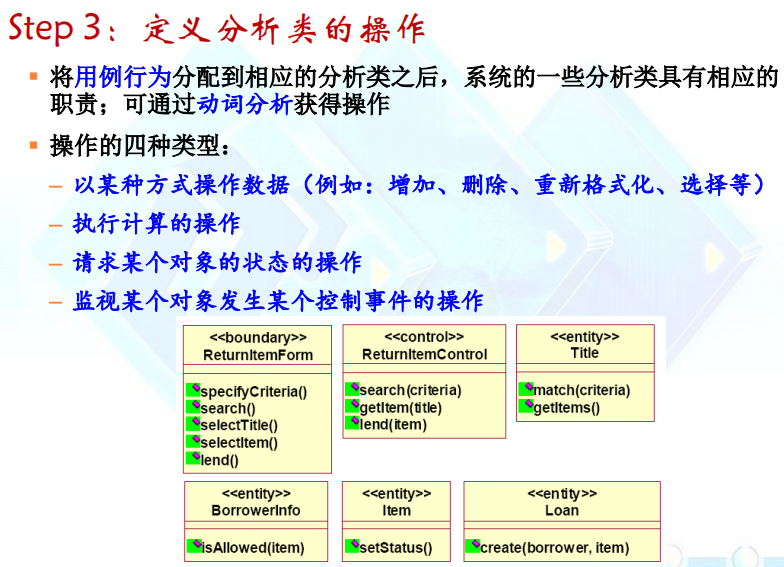 Step 3：定义分析类的操作
将用例行为分配到相应的分析类之后，系统的一些分析类具有相应的
职责；可通过动词分析获得操作
操作的四种类型：
– 以某种方式操作数据（例如：增加、删除、重新格式化、选择等）
– 执行计算的操作
– 请求某个对象的状态的操作
– 监视某个对象发生某个控制事件的操作
<<boundary>>
ReturnItemForm
specifyCriteria()
search()
selectTitle()
selectItem()
lend()
<<control>>
ReturnItemControl
search(criteria)
getItem(title)
lend(item)
<<entity>>
Title
match(criteria)
getItems()
<<entity>>
BorrowerInfo
isAllowed(item)
<<entity>>
Item
setStatus()
<<entity>>
Loan
create(borrower, item)